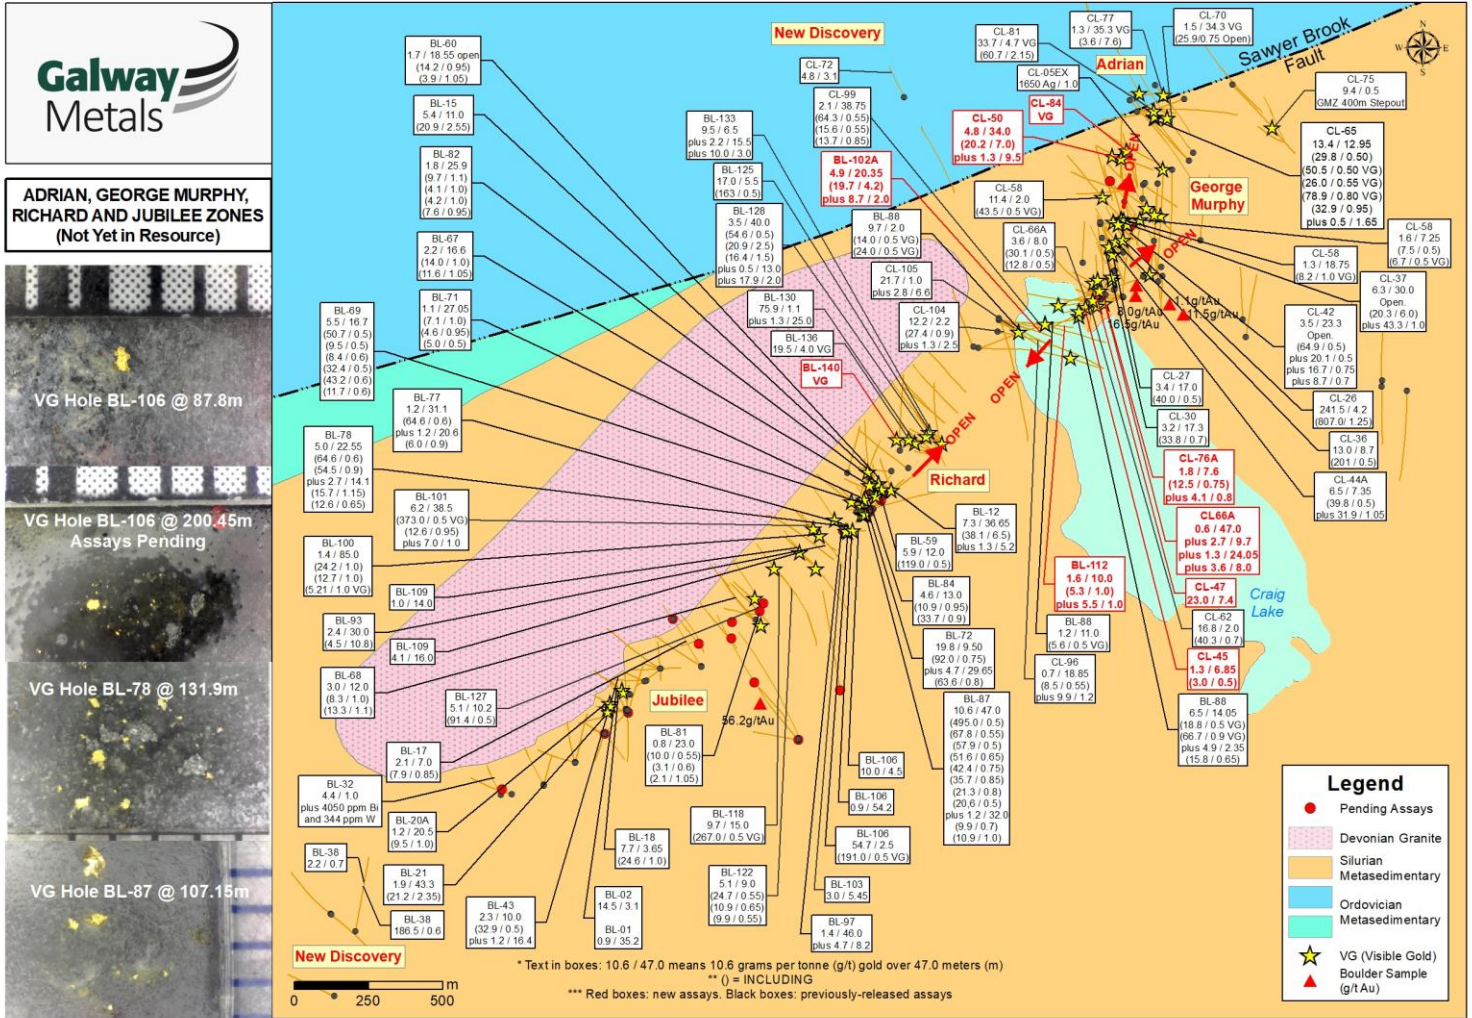 Galway
Metals
ADRIAN, GEORGE MURPHY,
RICHARD AND JUBILEE ZONES
(Not Yet in Resource)
VG Hole BL-106 @ 87.8m
VG Hole BL-106 @ 200.45m
Assays Pending
VG Hole BL-78 @ 131.9m
VG Hole BL-87 @ 107.15m
BL-60
1.7 / 18.55 open
(14.2 / 0.95)
(3.9 / 1.05)
BL-15
5.4 / 11.0
(20.9 / 2.55)
BL-82
1.8 / 25.9
(9.7 / 1.1)
(4.1 / 1.0)
(4.2 / 1.0)
(7.6 / 0.95)
BL-67
2.2 / 16.6
(14.0 / 1.0)
(11.6 / 1.05)
BL-71
1.1 / 27.05
(7.1 / 1.0)
(4.6 / 0.95)
(5.0 / 0.5)
BL-69
5.5 / 16.7
(50.7 / 0.5)
(9.5 / 0.5)
(8.4 / 0.6)
(32.4 / 0.5)
(43.2 / 0.6)
(11.7 / 0.6)
BL-77
1.2 / 31.1
(64.6 / 0.6)
plus 1.2 / 20.6
(6.0 / 0.9)
BL-78
5.0 / 22.55
(64.6 / 0.6)
(54.5 / 0.9)
plus 2.7 / 14.1
(15.7 / 1.15)
(12.6 / 0.65)
BL-101
6.2 / 38.5
(373.0 / 0.5 VG)
(12.6 / 0.95)
plus 7.0 / 1.0
BL-100
1.4 / 85.0
(24.2 / 1.0)
(12.7 / 1.0)
(5.21 / 1.0 VG)
BL-109
1.0 / 14.0
BL-93
2.4 / 30.0
(4.5 / 10.8)
BL-109
4.1 / 16.0
BL-68
3.0 / 12.0
(8.3 / 1.0)
(13.3 / 1.1)
BL-127
5.1 / 10.2
(91.4 / 0.5)
BL-17
2.1 / 7.0
(7.9 / 0.85)
BL-32
4.4 / 1.0
plus 4050 ppm Bi
and 344 ppm W
BL-20A
1.2 / 20.5
(9.5 / 1.0)
BL-38
2.2 / 0.7
BL-21
1.9 / 43.3
(21.2 / 2.35)
BL-38
186.5 / 0.6
New Discovery
BL-43
2.3 / 10.0
(32.9 / 0.5)
plus 1.2 / 16.4
BL-02
14.5 / 3.1
BL-01
0.9 / 35.2
BL-18
7.7 / 3.65
(24.6 / 1.0)
Jubilee
56.2g/tAu
BL-81
0.8 / 23.0
(10.0 / 0.55)
(3.1 / 0.6)
(2.1 / 1.05)
BL-118
9.7 / 15.0
(267.0 / 0.5 VG)
BL-122
5.1 / 9.0
(24.7 / 0.55)
(10.9 / 0.65)
(9.9 / 0.55)
BL-106
10.0 / 4.5
BL-106
0.9 / 54.2
BL-106
54.7 / 2.5
(191.0 / 0.5 VG)
BL-103
3.0 / 5.45
BL-97
1.4 / 46.0
plus 4.7 / 8.2
BL-87
10.6 / 47.0
(495.0 / 0.5)
(67.8 / 0.55)
(57.9 / 0.5)
(51.6 / 0.65)
(42.4 / 0.75)
(35.7 / 0.85)
(21.3 / 0.8)
(20.6 / 0.5)
plus 1.2 / 32.0
(9.9 / 0.7)
(10.9 / 1.0)
BL-72
19.8 / 9.50
(92.0 / 0.75)
plus 4.7 / 29.65
(63.6 / 0.8)
BL-84
4.6 / 13.0
(10.9 / 0.95)
(33.7 / 0.9)
BL-59
5.9 / 12.0
(119.0 / 0.5)
BL-12
7.3 / 36.65
(38.1 / 6.5)
plus 1.3 / 5.2
Richard
OPEN
New Discovery
CL-72
4.8 / 3.1
CL-99
2.1 / 38.75
(64.3 / 0.55)
(15.6 / 0.55)
(13.7 / 0.85)
BL-133
9.5 / 6.5
plus 2.2 / 15.5
plus 10.0 / 3.0
BL-125
17.0 / 5.5
(163 / 0.5)
BL-128
3.5 / 40.0
(54.6 / 0.5)
(20.9 / 2.5)
(16.4 / 1.5)
plus 0.5 / 13.0
plus 17.9 / 2.0
BL-130
75.9 / 1.1
plus 1.3 / 25.0
BL-136
19.5 / 4.0 VG
BL-140
VG
BL-102A
4.9 / 20.35
(19.7 / 4.2)
plus 8.7 / 2.0
BL-88
9.7 / 2.0
(14.0 / 0.5 VG)
(24.0 / 0.5 VG)
CL-105
21.7 / 1.0
plus 2.8 / 6.6
CL-104
12.2 / 2.2
(27.4 / 0.9)
plus 1.3 / 2.5
CL-81
33.7 / 4.7 VG
(60.7 / 2.15)
CL-77
1.3 / 35.3 VG
(3.6 / 7.6)
CL-70
1.5 / 34.3 VG
(25.9/0.75 Open)
Adrian
CL-05EX
1650 Ag / 1.0
CL-84
VG
CL-50
4.8 / 34.0
(20.2 / 7.0)
plus 1.3 / 9.5
CL-58
11.4 / 2.0
(43.5 / 0.5 VG)
CL-66A
3.6 / 8.0
(30.1 / 0.5)
(12.8 / 0.5)
Sawyer Brook
Fault
N
W E
S
CL-75
9.4 / 0.5
GMZ 400m Stepout
CL-65
13.4 / 12.95
(29.8 / 0.50)
(50.5 / 0.50 VG)
(26.0 / 0.55 VG)
(78.9 / 0.80 VG)
(32.9 / 0.95)
plus 0.5 / 1.65
George
Murphy
OPEN
OPEN
OPEN
CL-58
1.6 / 7.25
(7.5 / 0.5)
(6.7 / 0.5 VG)
CL-58
1.3 / 18.75
(8.2 / 1.0 VG)
CL-37
6.3 / 30.0
Open.
(20.3 / 6.0)
plus 43.3 / 1.0
1.1g/tAu
8.0g/tAu
11.5g/tAu
16.5g/tAu
CL-42
3.5 / 23.3
Open.
(64.9 / 0.5)
plus 20.1 / 0.5
plus 16.7 / 0.75
plus 8.7 / 0.7
CL-27
3.4 / 17.0
(40.0 / 0.5)
CL-26
241.5 / 4.2
(807.0 / 1.25)
CL-30
3.2 / 17.3
(33.8 / 0.7)
CL-36
13.0 / 8.7
(201 / 0.5)
CL-76A
1.8 / 7.6
(12.5 / 0.75)
plus 4.1 / 0.8
CL-44A
6.5 / 7.35
(39.8 / 0.5)
plus 31.9 / 1.05
CL66A
0.6 / 47.0
plus 2.7 / 9.7
plus 1.3 / 24.05
plus 3.6 / 8.0
BL-112
1.6 / 10.0
(5.3 / 1.0)
plus 5.5 / 1.0
CL-47
23.0 / 7.4
Craig
Lake
BL-88
1.2 / 11.0
(5.6 / 0.5 VG)
CL-62
16.8 / 2.0
(40.3 / 0.7)
CL-96
0.7 / 18.85
(8.5 / 0.55)
plus 9.9 / 1.2
CL-45
1.3 / 6.85
(3.0 / 0.5)
BL-88
6.5 / 14.05
(18.8 / 0.5 VG)
(66.7 / 0.9 VG)
plus 4.9 / 2.35
(15.8 / 0.65)
Legend
Pending Assays
Devonian Granite
Silurian
Metasedimentary
Ordovician
Metasedimentary
VG (Visible Gold)
Boulder Sample
(g/t Au)
* Text in boxes: 10.6 / 47.0 means 10.6 grams per tonne (g/t) gold over 47.0 meters (m)
** () = INCLUDING
*** Red boxes: new assays. Black boxes: previously-released assays
0 250 500 m